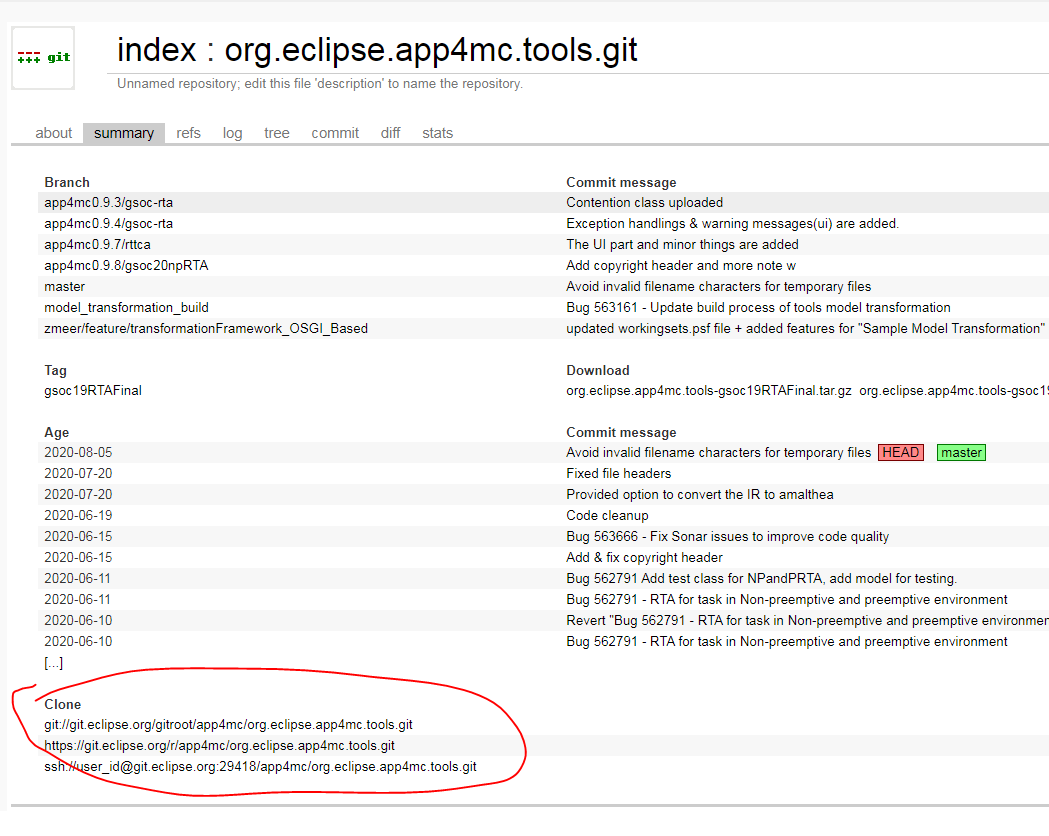 git
index : org.eclipse.app4mc.tools.git
Unnamed repository; edit this file 'description' to name the repository.
about summary refs log tree commit diff stats
Branch Commit message
app4mc0.9.3/gsoc-rta Contention class uploaded
app4mc0.9.4/gsoc-rta Exception handlings & warning messages(ui) are added.
app4mc0.9.7/rttca The UI part and minor things are added
app4mc0.9.8/gsoc20npRTA Add copyright header and more note w
master Avoid invalid filename characters for temporary files
model_transformation_build Bug 563161 - Update build process of tools model transformation
zmeer/feature/transformationFramework_OSGI_Based updated workingsets.psf file + added features for "Sample Model Transformation"
Tag Download
gsoc19RTAFinal org.eclipse.app4mc.tools-gsoc19RTAFinal.tar.gz org.eclipse.app4mc.tools-gsoc19
Age Commit message
2020-08-05 Avoid invalid filename characters for temporary files HEAD master
2020-07-20 Fixed file headers
2020-07-20 Provided option to convert the IR to amalthea
2020-06-19 Code cleanup
2020-06-15 Bug 563666 - Fix Sonar issues to improve code quality
2020-06-15 Add & fix copyright header
2020-06-11 Bug 562791 Add test class for NPandPRTA, add model for testing.
2020-06-11 Bug 562791 - RTA for task in Non-preemptive and preemptive environment
2020-06-10 Revert "Bug 562791 - RTA for task in Non-preemptive and preemptive environmen
2020-06-10 Bug 562791 - RTA for task in Non-preemptive and preemptive environment
[...]
Clone
git://git.eclipse.org/gitroot/app4mc/org.eclipse.app4mc.tools.git
https://git.eclipse.org/r/app4mc/org.eclipse.app4mc.tools.git
ssh://user_id@git.eclipse.org:29418/app4mc/org.eclipse.app4mc.tools.git